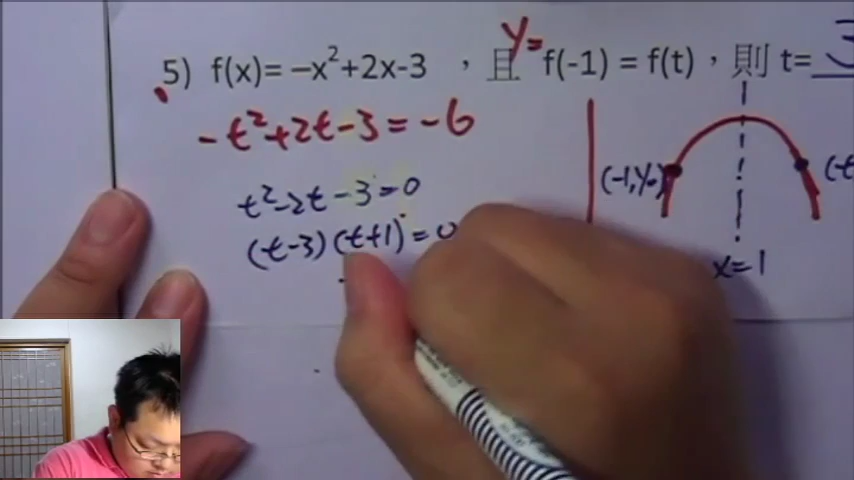 5) f(x)= −x²+2x-3 ,且 y= f(-1) = f(t),則 t= 3
-t²+2t-3=-6
t²-2t-3=0
(t-3)(t+1)=0
(-1,y
x=1